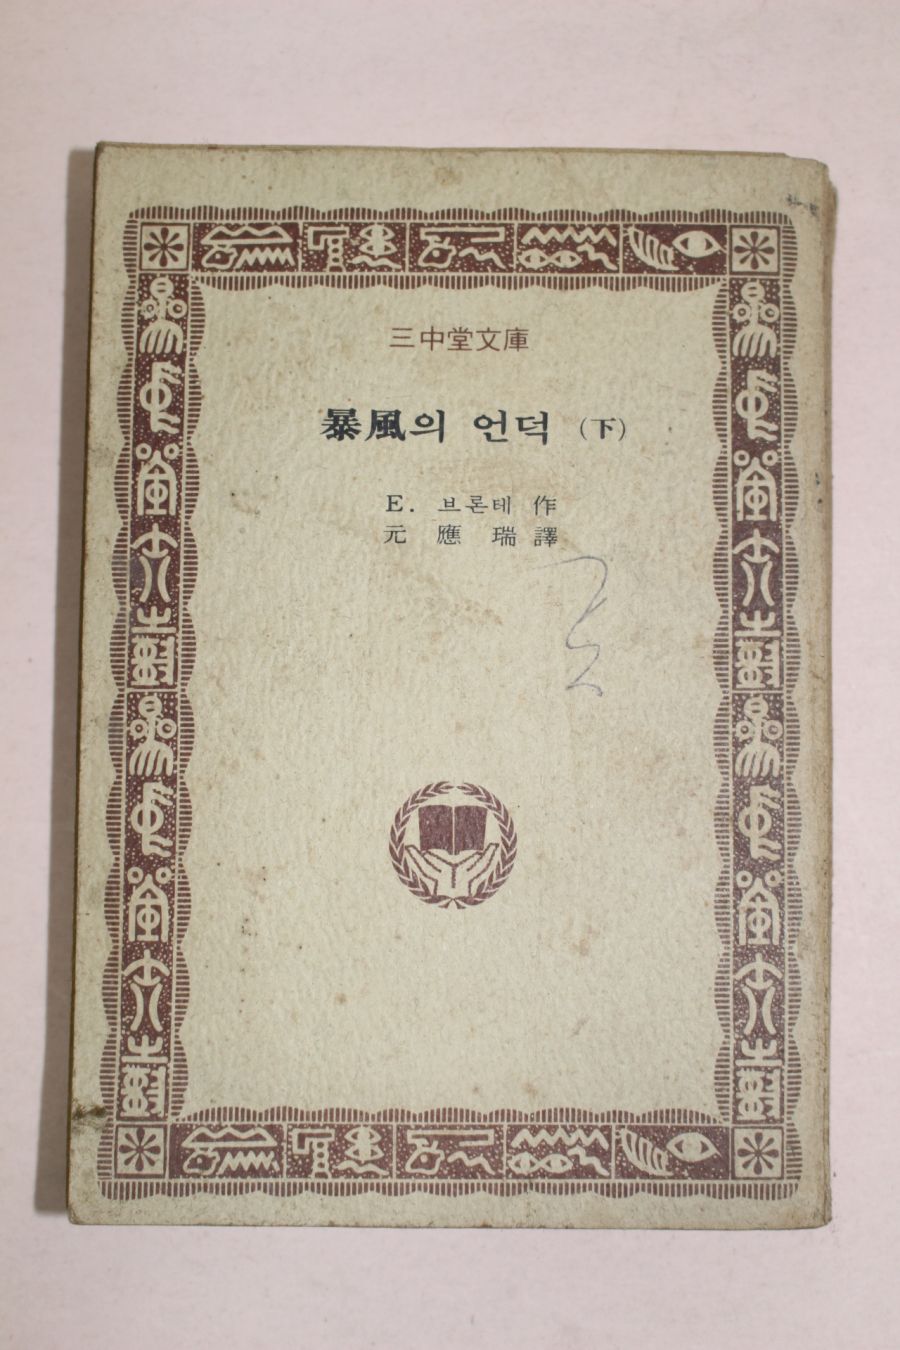 三中堂文庫
暴風의 언덕 (下)
E. 브론테 作
元應瑞 譯